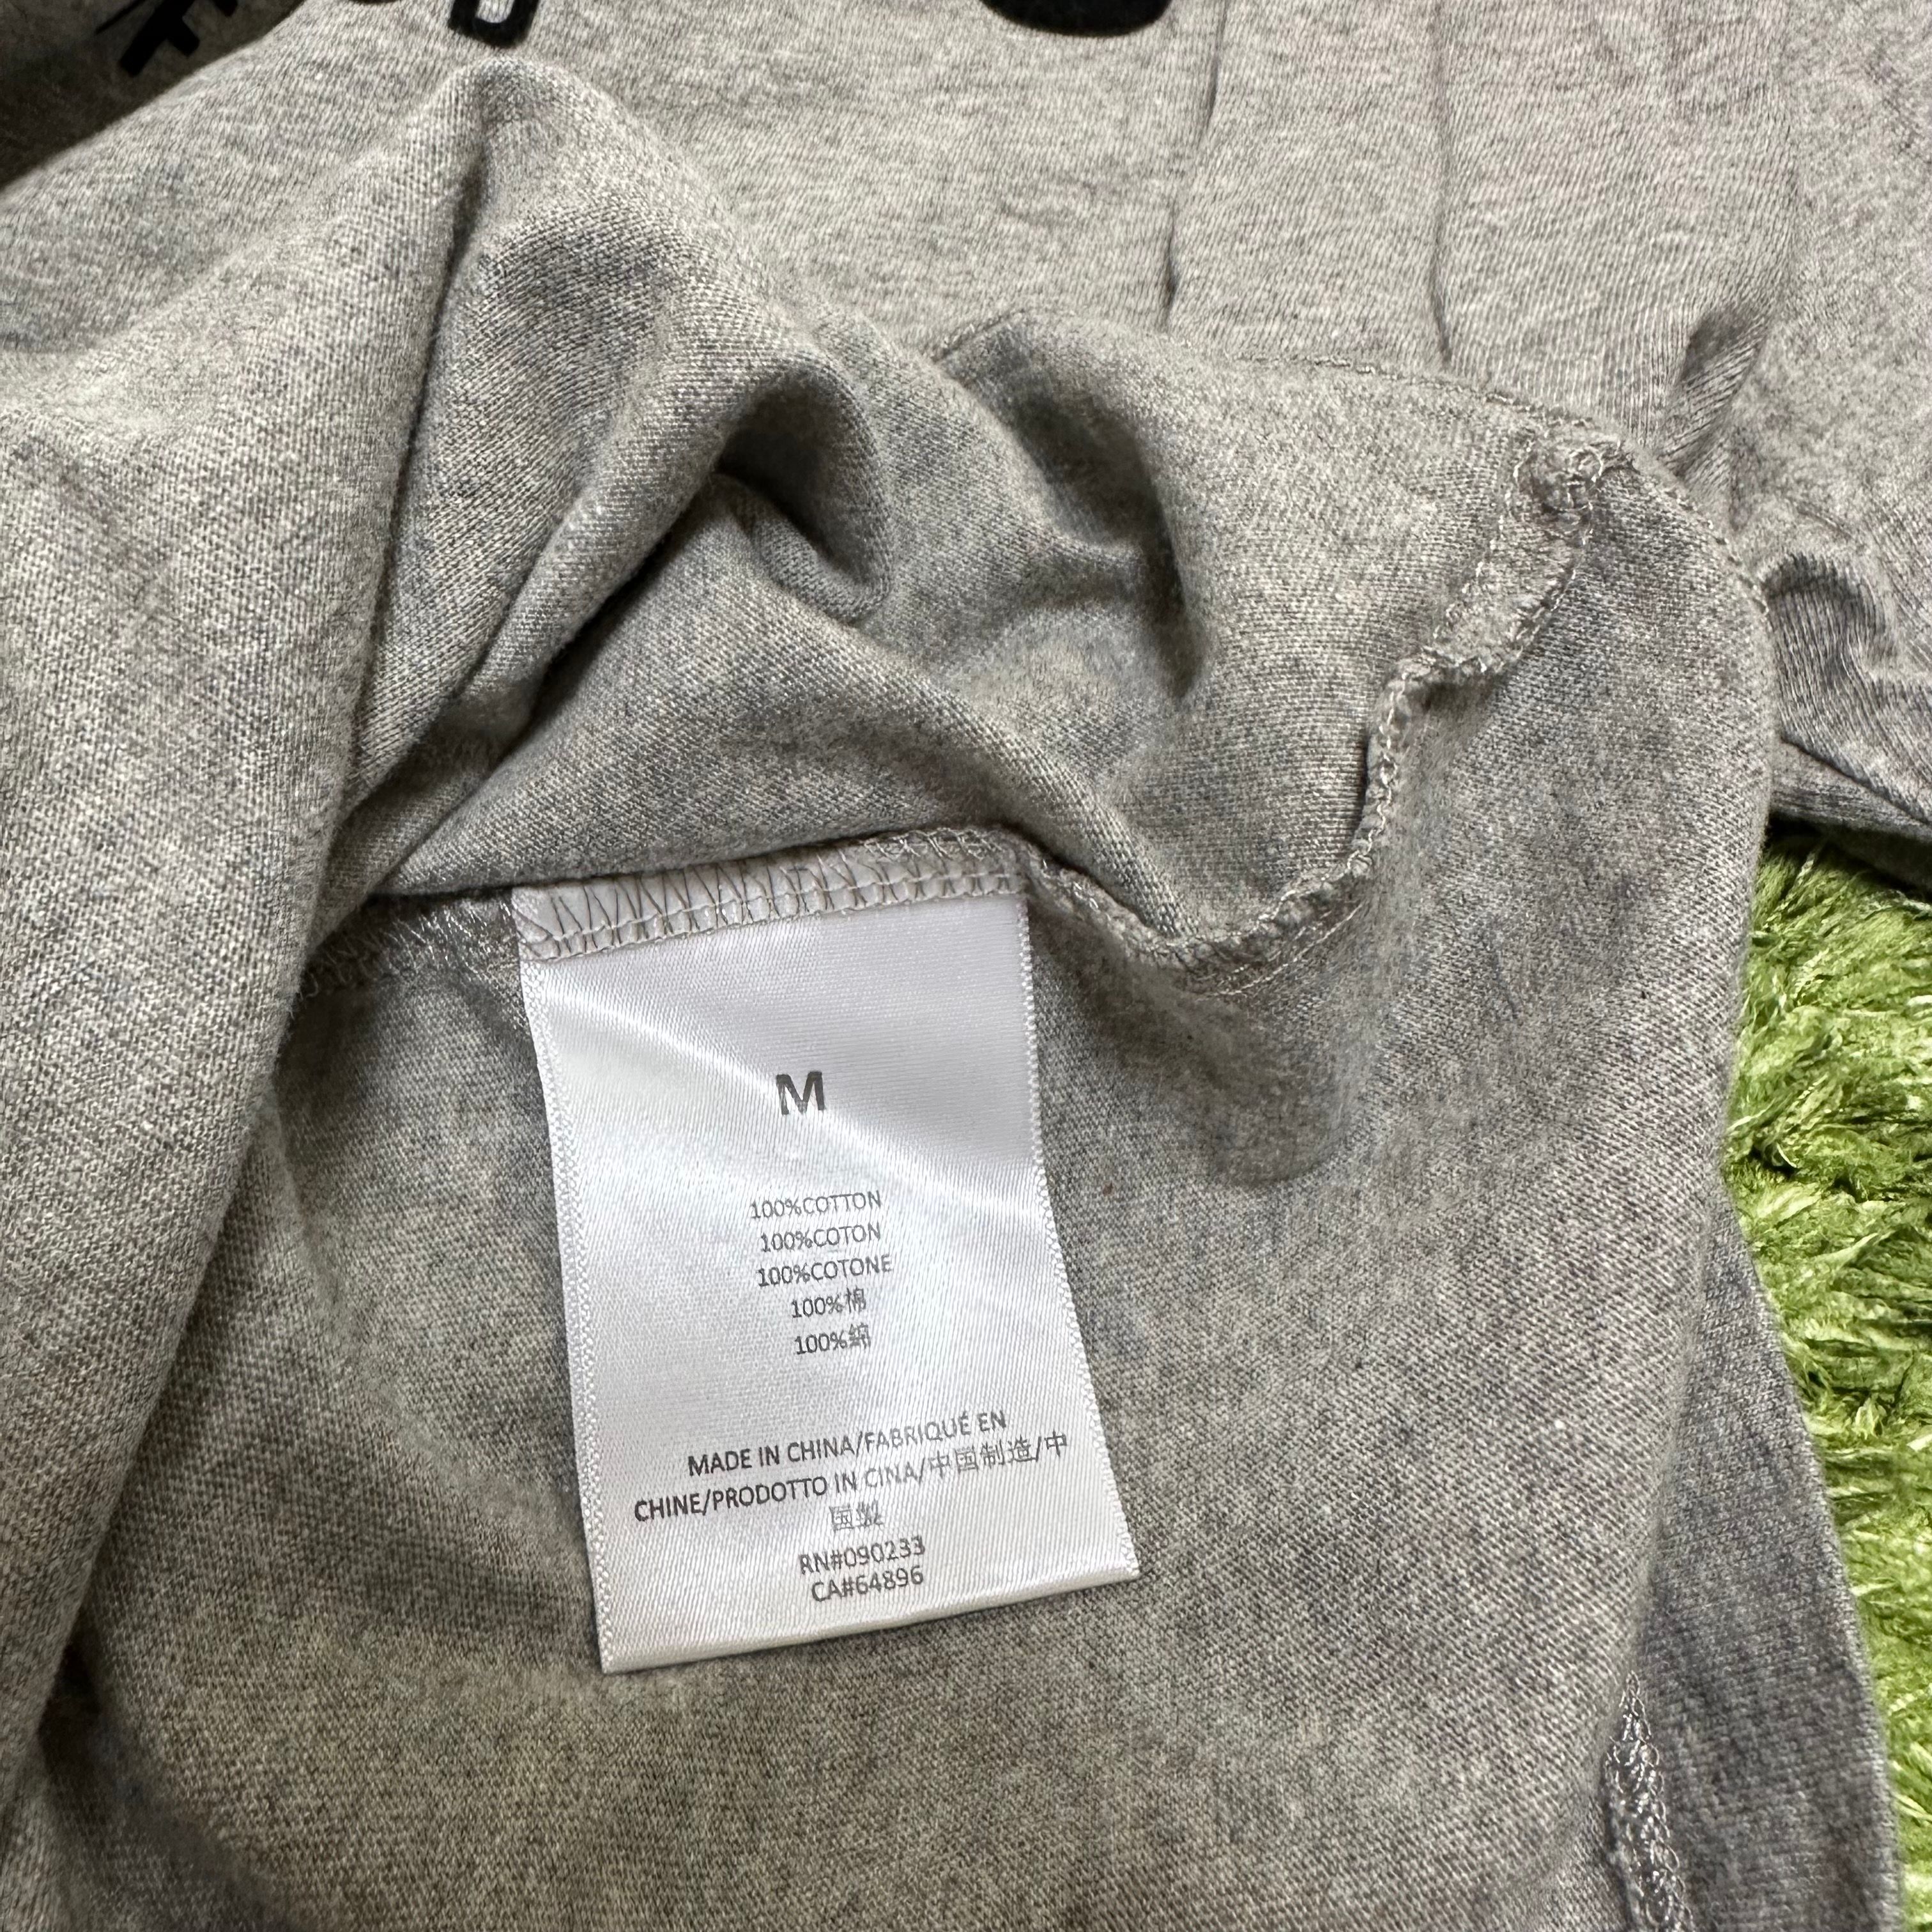 M
100%COTTON
100%COTON
100%COTONE
100%棉
100%綿
MADE IN CHINA/FABRIQUÉ EN
CHINE/PRODOTTO IN CINA/中国制造/中
国製
RN#090233
CA#64896